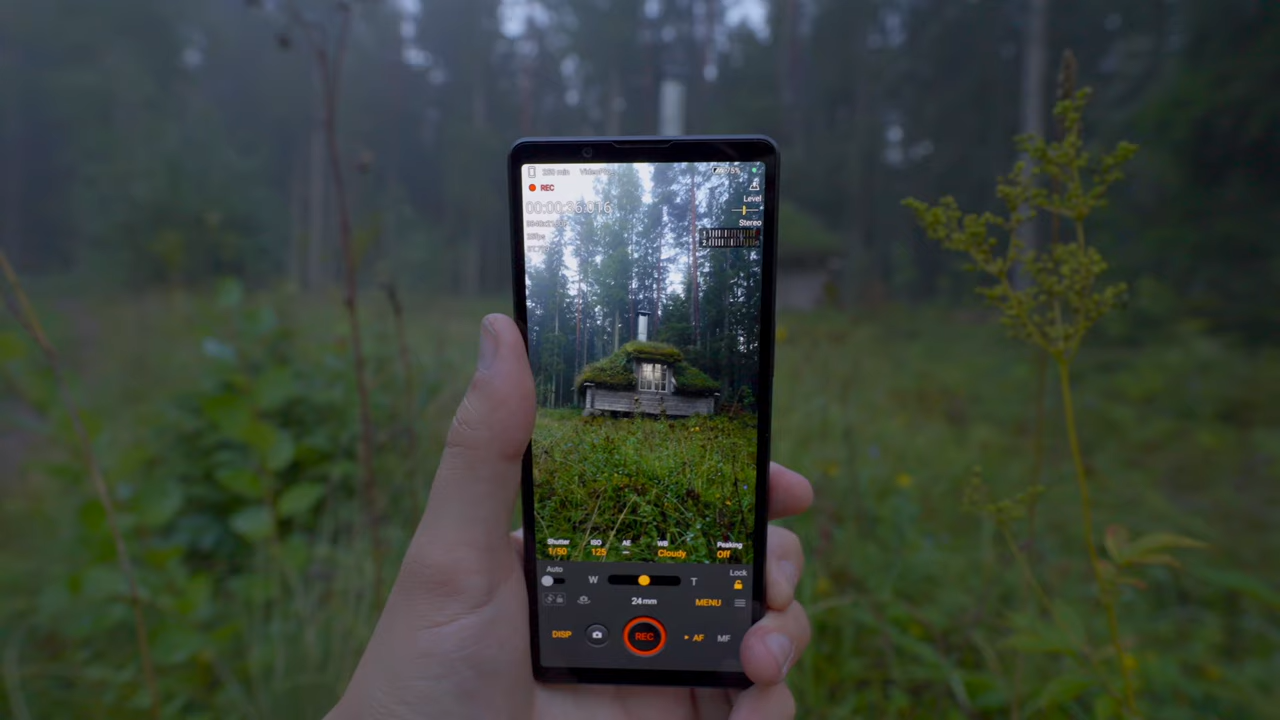 75%
REC
Level
Stereo
Shutter ISO AE WB Peaking
1/50 125 Cloudy Off
Auto Lock
W T
24mm MENU
DISP REC AF MF